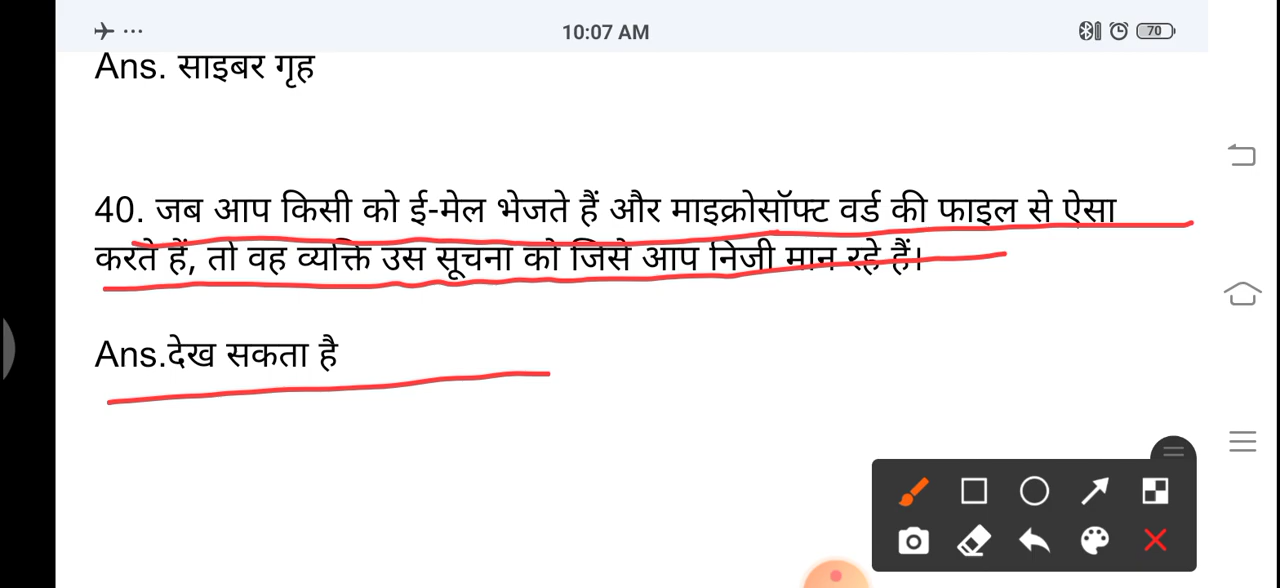 10:07 AM
70
Ans. साइबर गृह
40. जब आप किसी को ई-मेल भेजते हैं और माइक्रोसॉफ्ट वर्ड की फाइल से ऐसा
करते हैं, तो वह व्यक्ति उस सूचना को जिसे आप निजी मान रहे हैं।
Ans.देख सकता है